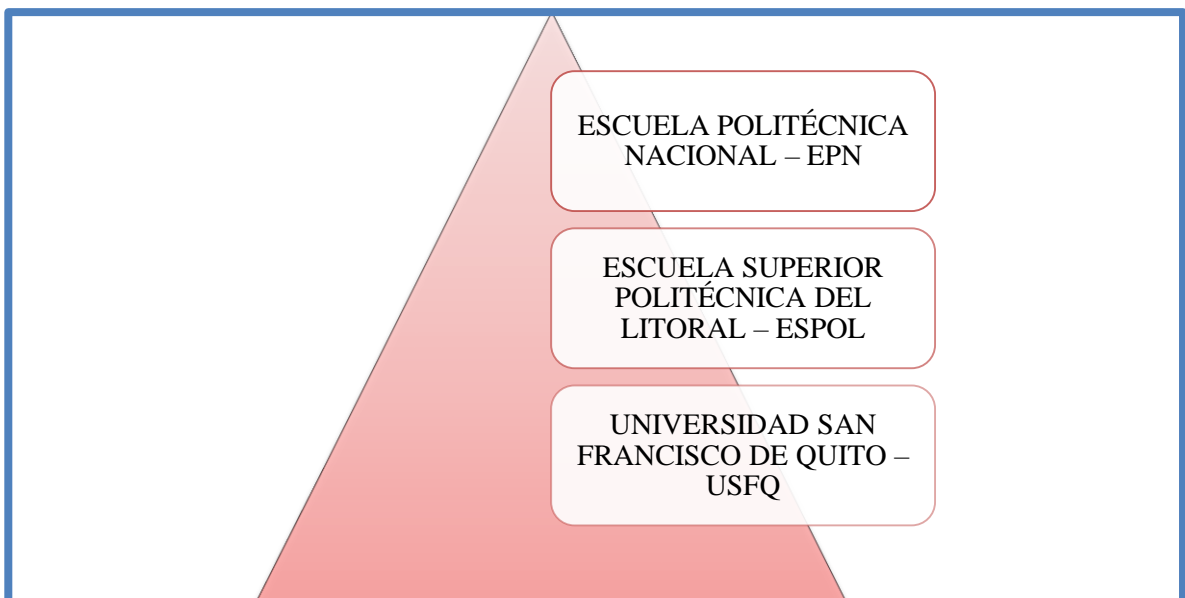 ESCUELA POLITÉCNICA
NACIONAL – EPN
ESCUELA SUPERIOR
POLITÉCNICA DEL
LITORAL – ESPOL
UNIVERSIDAD SAN
FRANCISCO DE QUITO –
USFQ